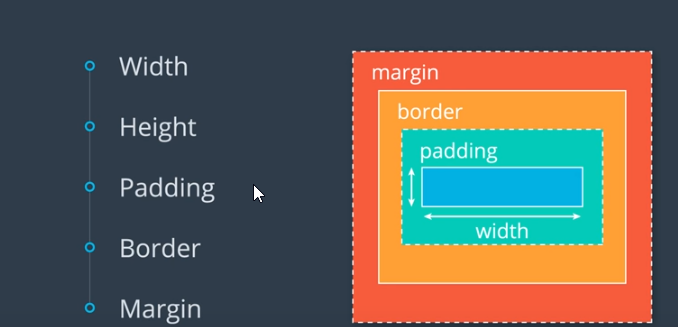 Width
Height
Padding
Border
Margin
margin
border
padding
width